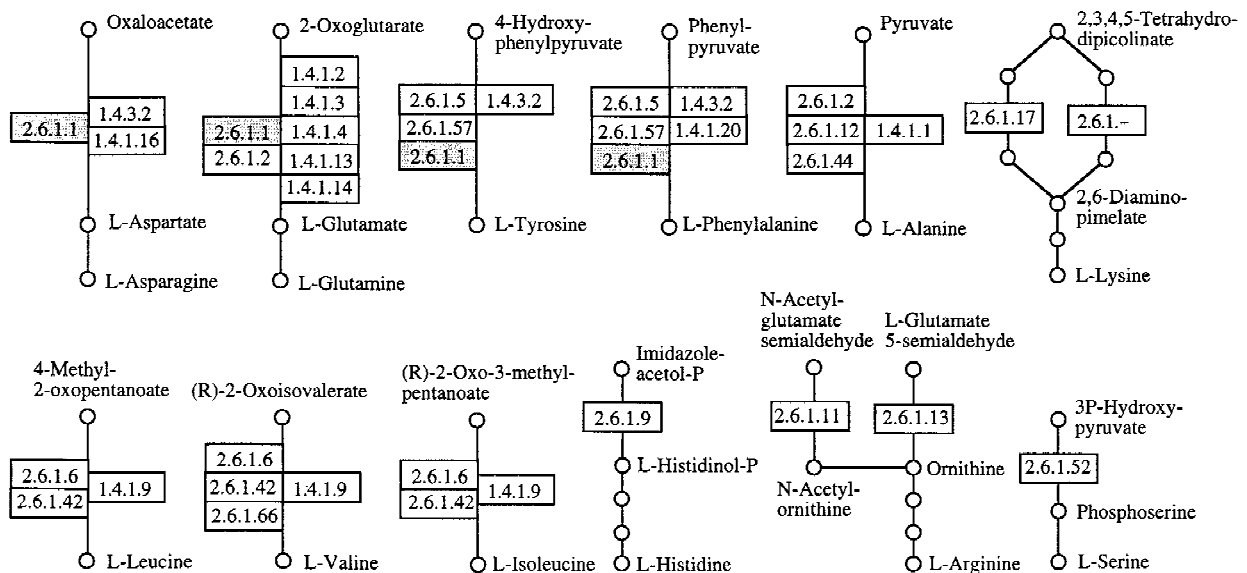 Oxaloacetate
2.6.1.1
1.4.3.2
1.4.1.16
L-Aspartate
L-Asparagine
2-Oxoglutarate
1.4.1.2
1.4.1.3
2.6.1.1
1.4.1.4
2.6.1.2
1.4.1.13
1.4.1.14
L-Glutamate
L-Glutamine
4-Hydroxy-
phenylpyruvate
2.6.1.5
1.4.3.2
2.6.1.57
2.6.1.1
L-Tyrosine
Phenyl-
pyruvate
2.6.1.5
1.4.3.2
2.6.1.57
1.4.1.20
2.6.1.1
L-Phenylalanine
Pyruvate
2.6.1.2
2.6.1.12
1.4.1.1
2.6.1.44
L-Alanine
2,3,4,5-Tetrahydro-
dipicolinate
2.6.1.17
2.6.1.-
2,6-Diamino-
pimelate
L-Lysine
4-Methyl-
2-oxopentanoate
2.6.1.6
2.6.1.42
1.4.1.9
L-Leucine
(R)-2-Oxoisovalerate
2.6.1.6
2.6.1.42
1.4.1.9
2.6.1.66
L-Valine
(R)-2-Oxo-3-methyl-
pentanoate
2.6.1.6
2.6.1.42
1.4.1.9
L-Isoleucine
Imidazole-
acetol-P
2.6.1.9
L-Histidinol-P
L-Histidine
N-Acetyl-
glutamate
semialdehyde
2.6.1.11
N-Acetyl-
ornithine
L-Glutamate
5-semialdehyde
2.6.1.13
Ornithine
L-Arginine
3P-Hydroxy-
pyruvate
2.6.1.52
Phosphoserine
L-Serine